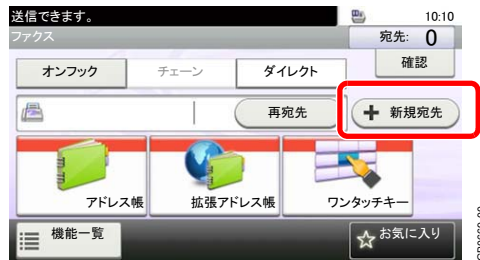 送信できます。
10:10
ファクス
宛先: 0
オンフック
チェーン
ダイレクト
確認
再宛先
+ 新規宛先
アドレス帳
拡張アドレス帳
ワンタッチキー
機能一覧
お気に入り